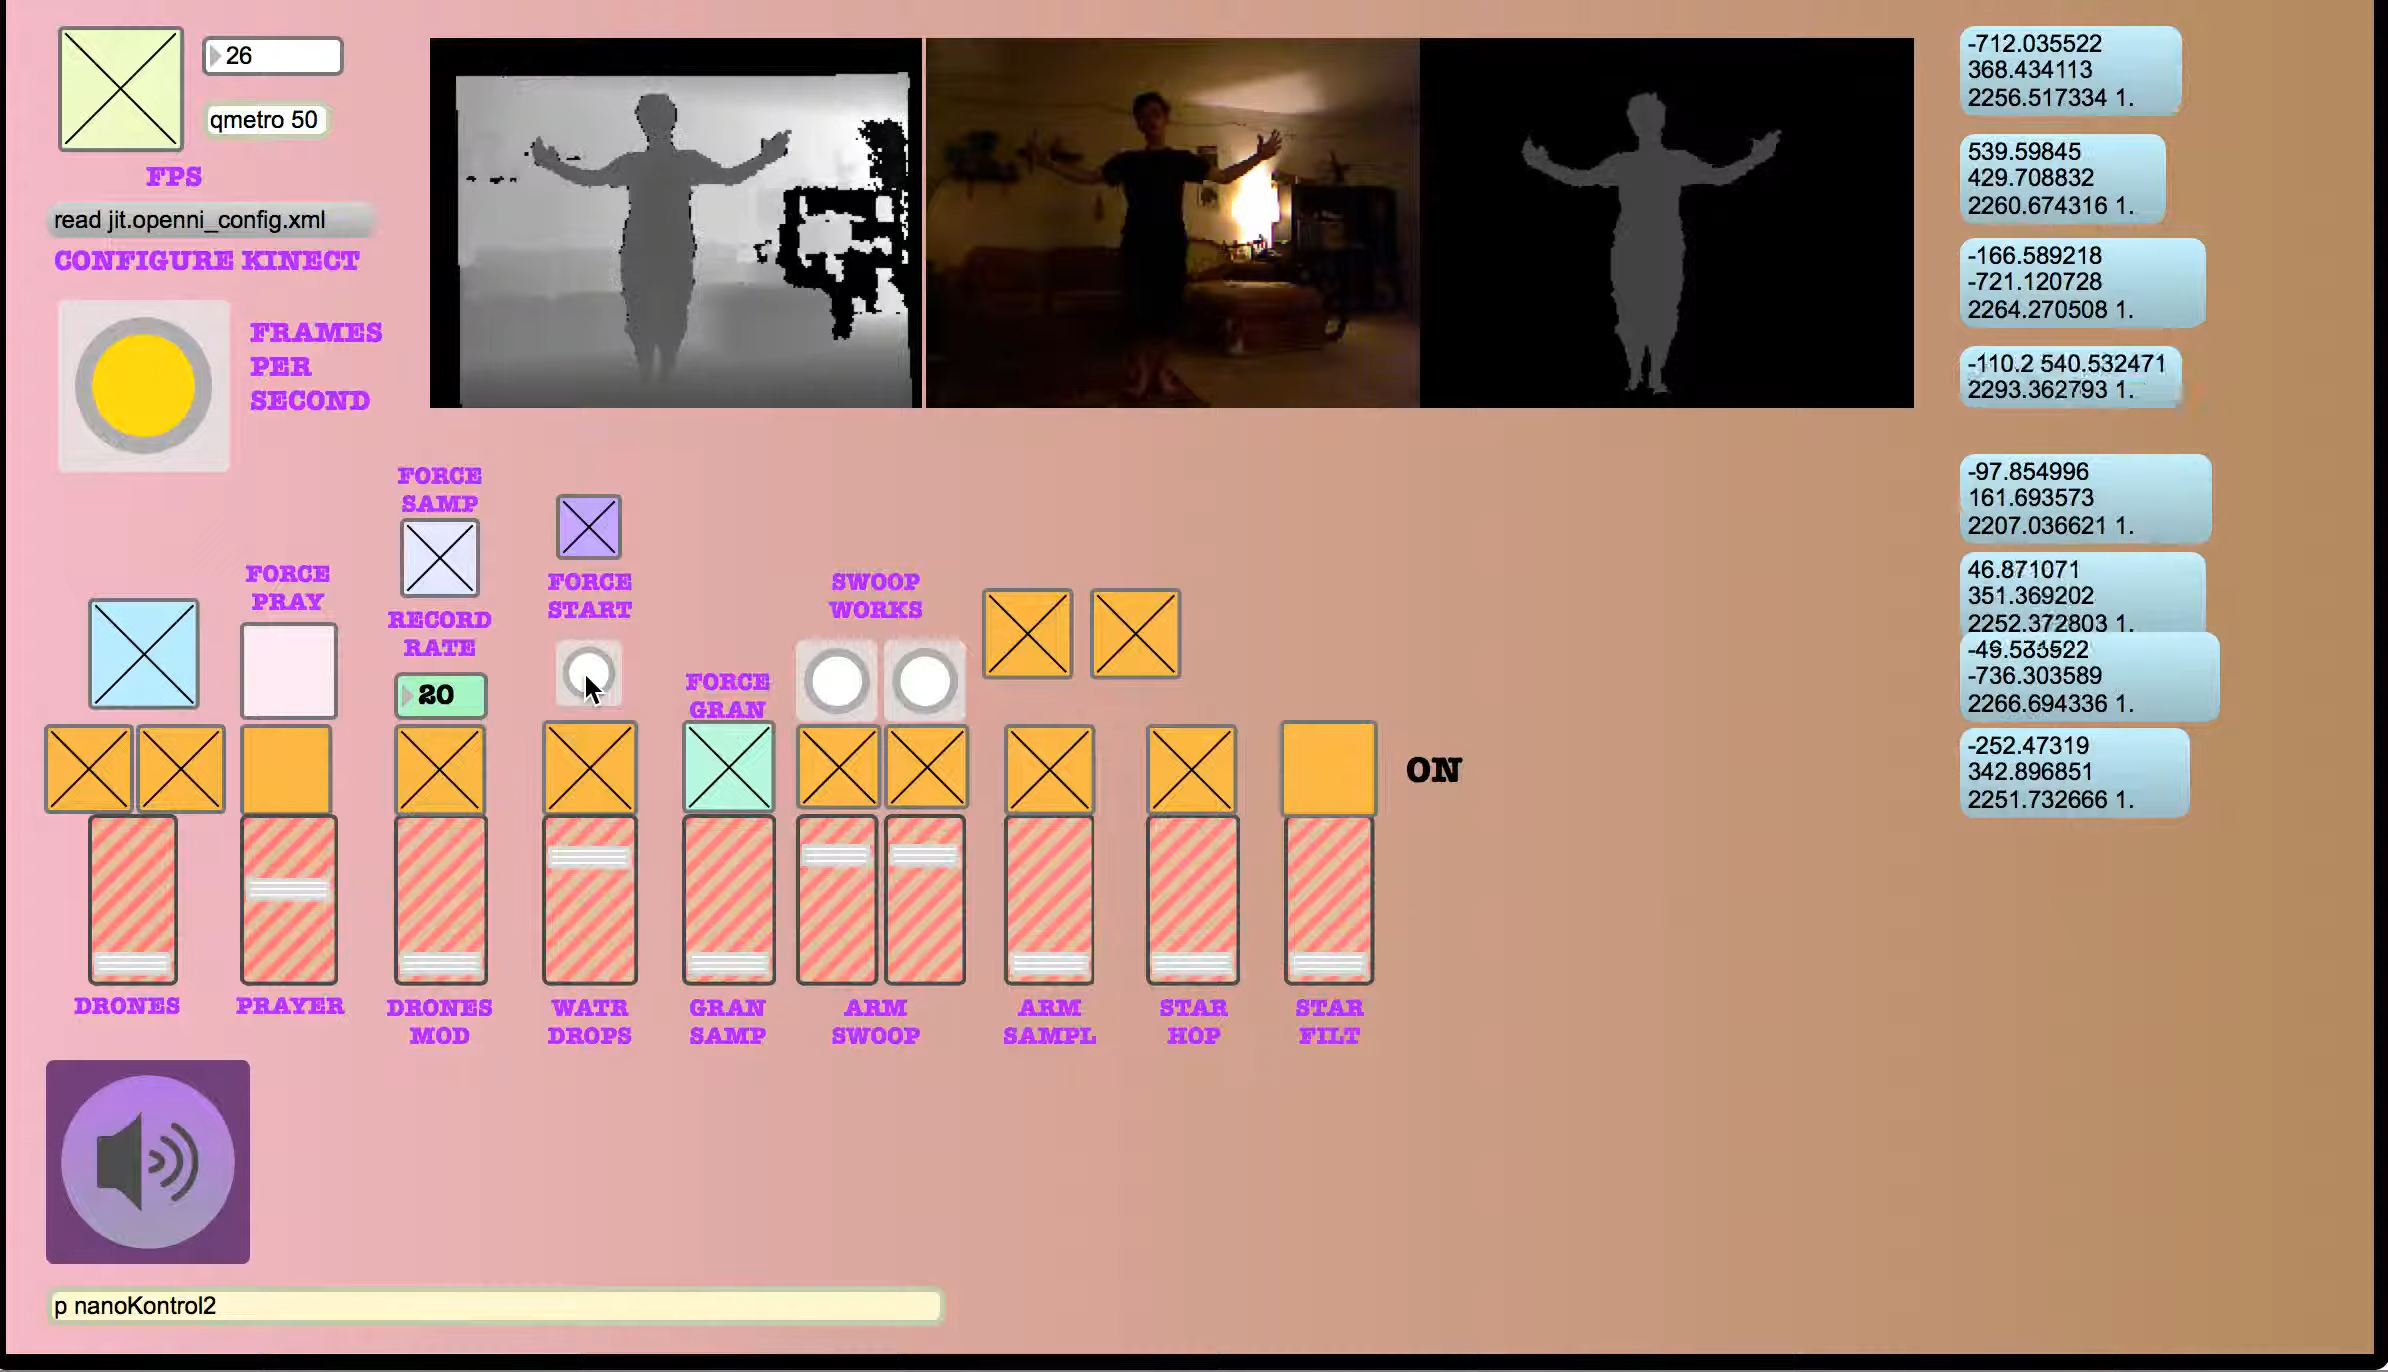 26
qmetro 50
FPS
read jit.openni_config.xml
CONFIGURE KINECT
FRAMES
PER
SECOND
-712.035522
368.434113
2256.517334 1.
539.59845
429.708832
2260.674316 1.
-166.589218
-721.120728
2264.270508 1.
-110.2 540.532471
2293.362793 1.
-97.854996
161.693573
2207.036621 1.
46.871071
351.369202
2252.372803 1.
-736.303589
2266.694336 1.
-252.47319
342.896851
2251.732666 1.
FORCE
SAMP
FORCE
PRAY
RECORD
RATE
20
FORCE
START
FORCE
GRAN
SWOOP
WORKS
ON
DRONES
PRAYER
DRONES
MOD
WATR
DROPS
GRAN
SAMP
ARM
SWOOP
ARM
SAMPL
STAR
HOP
STAR
FILT
p nanoKontrol2